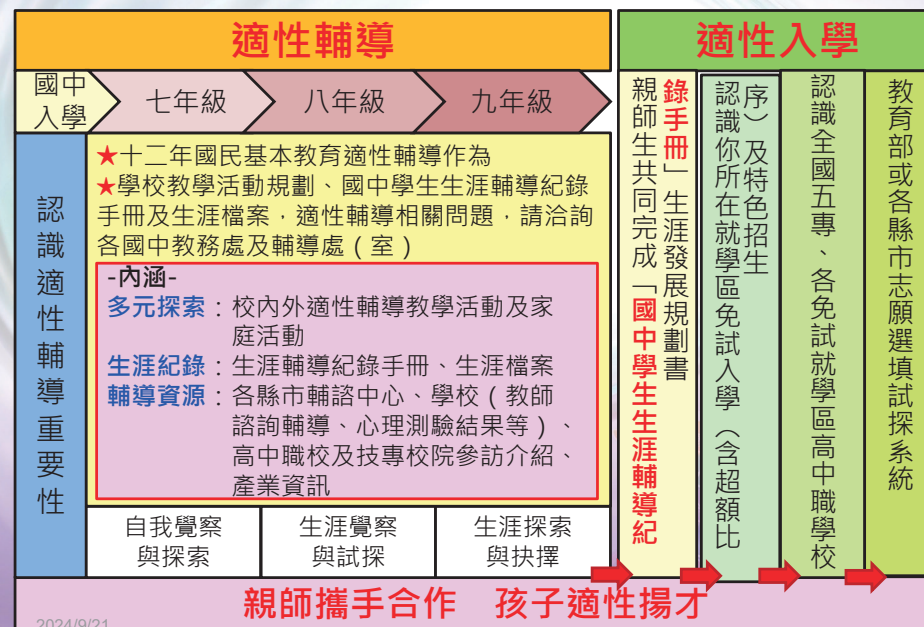 適性輔導
適性入學
國中
入學
七年級
八年級
九年級
認識適性輔導重要性
★十二年國民基本教育適性輔導作為
★學校教學活動規劃、國中學生生涯輔導紀錄
手冊及生涯檔案，適性輔導相關問題，請洽詢
各國中教務處及輔導處（室）
-內涵-
多元探索：校內外適性輔導教學活動及家
庭活動
生涯紀錄：生涯輔導紀錄手冊、生涯檔案
輔導資源：各縣市輔諮中心、學校（教師
諮詢輔導、心理測驗結果等）、
高中職校及技專校院參訪介紹、
產業資訊
自我覺察
與探索
生涯覺察
與試探
生涯探索
與抉擇
親師生共同完成「國中學生生涯輔導紀
錄手冊」生涯發展規劃書
認識你所在就學區免試入學（含超額比
序）及特色招生
認識全國五專、各免試就學區高中職學校
教育部或各縣市志願選填試探系統
親師攜手合作　孩子適性揚才
2024/9/21